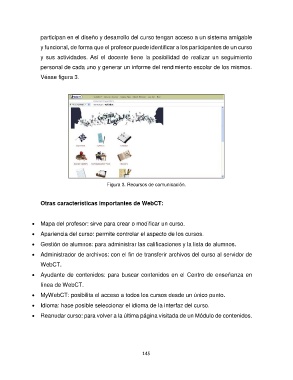 participan en el diseño y desarrollo del curso tengan acceso a un sistema amigable
y funcional, de forma que el profesor puede identificar a los participantes de un curso
y sus actividades. Así el docente tiene la posibilidad de realizar un seguimiento
personal de cada uno y generar un informe del rendimiento escolar de los mismos.
Véase figura 3.
Figura 3. Recursos de comunicación.
Otras características importantes de WebCT:
• Mapa del profesor: sirve para crear o modificar un curso.
• Apariencia del curso: permite controlar el aspecto de los cursos.
• Gestión de alumnos: para administrar las calificaciones y la lista de alumnos.
• Administrador de archivos: con el fin de transferir archivos del curso al servidor de
WebCT.
• Ayudante de contenidos: para buscar contenidos en el Centro de enseñanza en
línea de WebCT.
• MyWebCT: posibilita el acceso a todos los cursos desde un único punto.
• Idioma: hace posible seleccionar el idioma de la interfaz del curso.
• Reanudar curso: para volver a la última página visitada de un Módulo de contenidos.
145